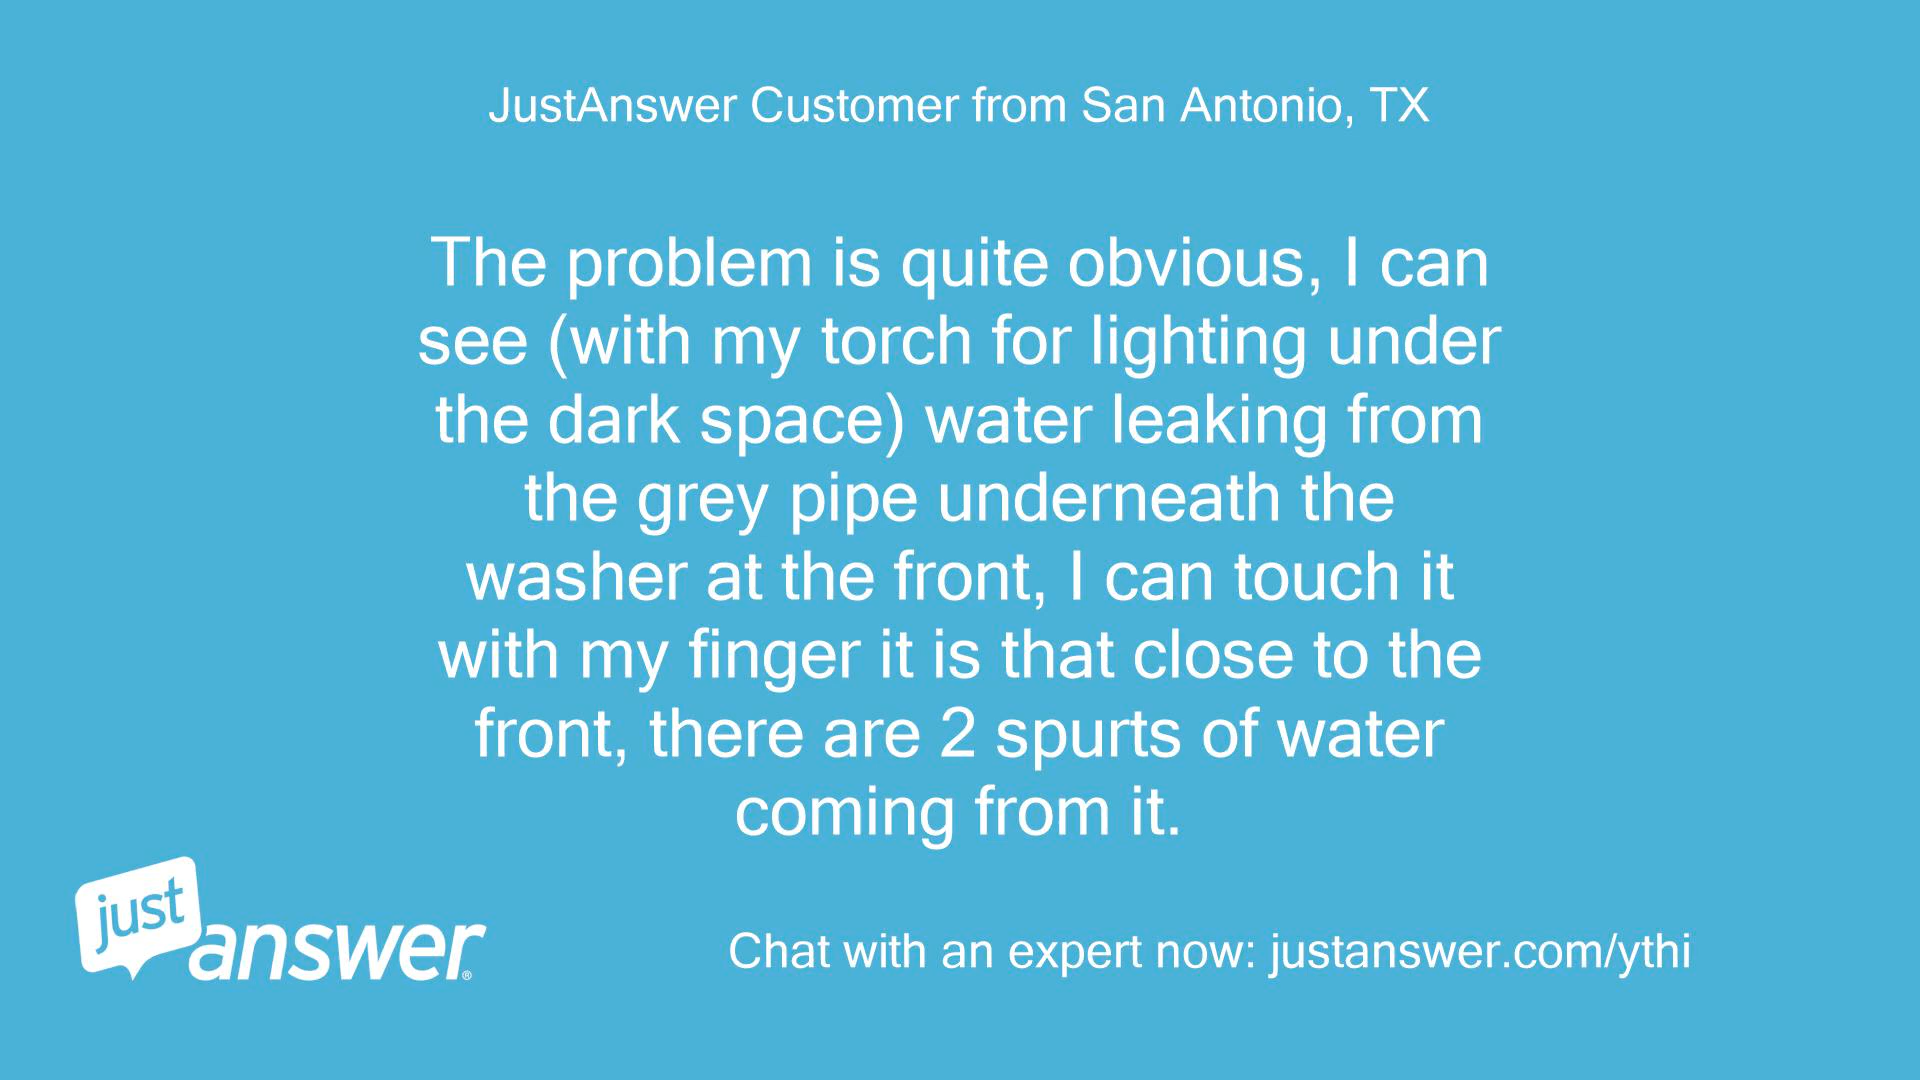 JustAnswer Customer from San Antonio, TX
The problem is quite obvious, I can
see (with my torch for lighting under
the dark space) water leaking from
the grey pipe underneath the
washer at the front, I can touch it
with my finger it is that close to the
front, there are 2 spurts of water
coming from it.
just
answer®
Chat with an expert now: justanswer.com/ythi